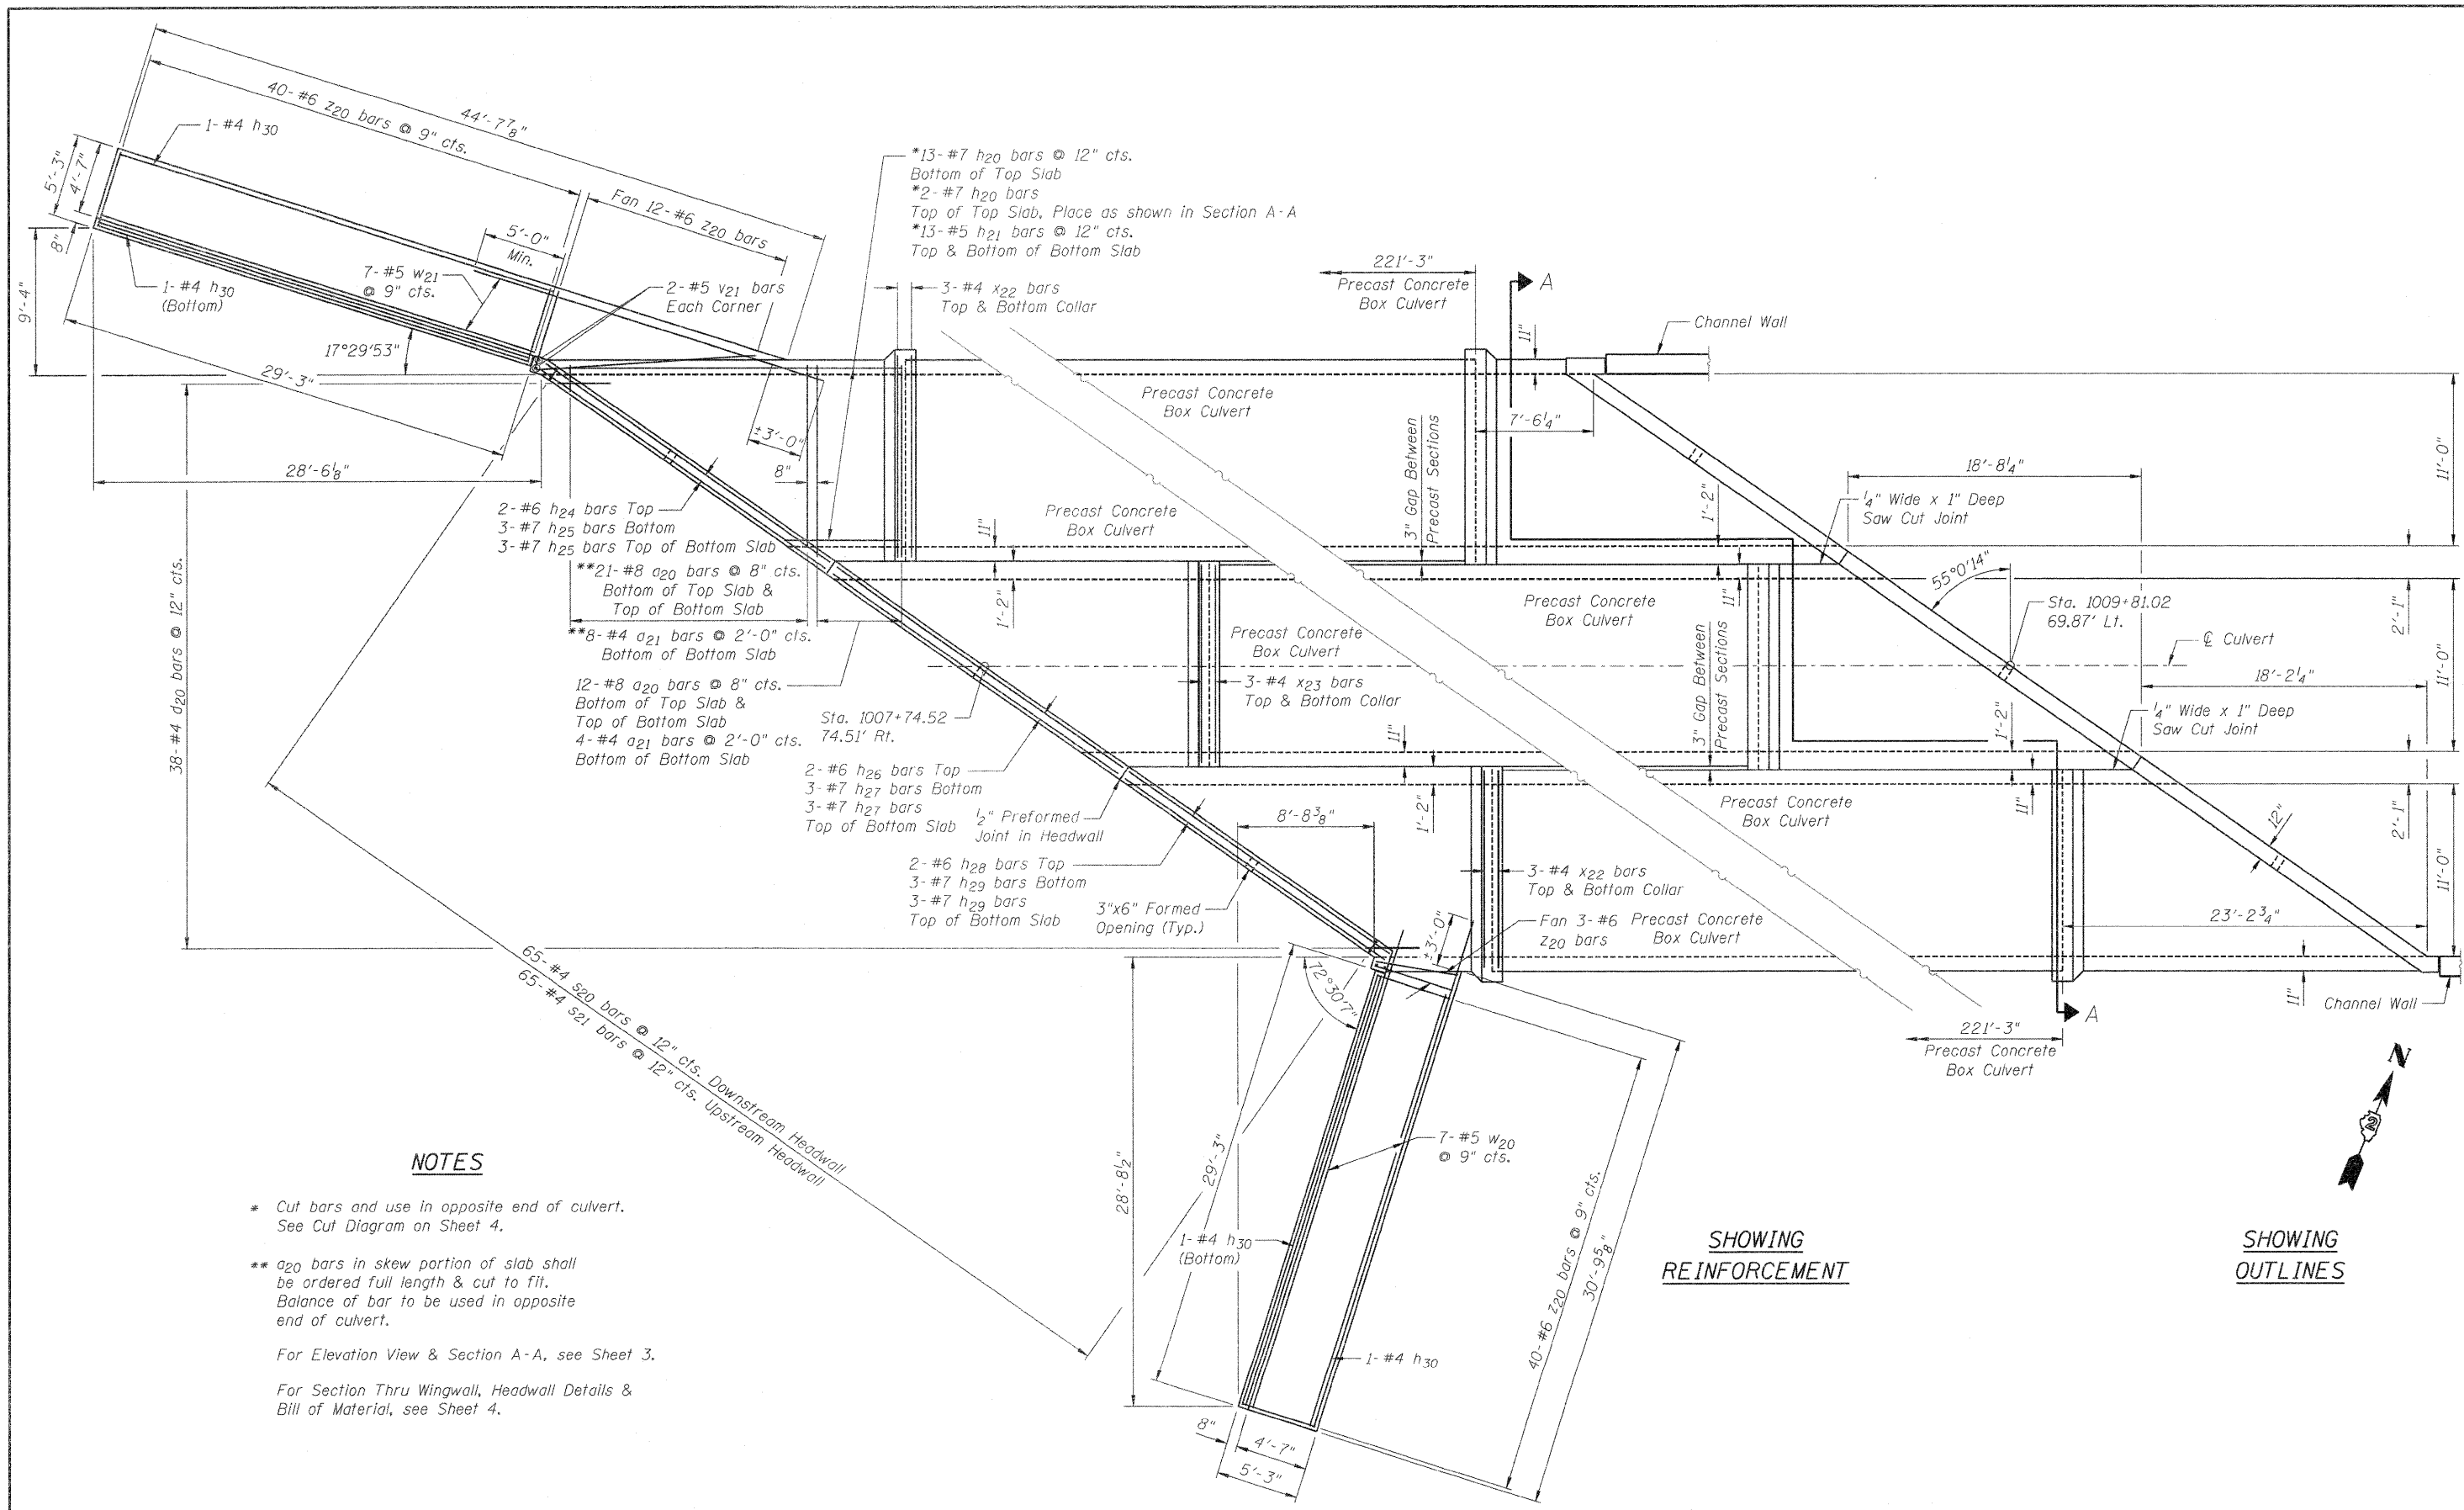 44'-7⅞"
40-#6 z20 bars @ 9" cts.
1-#4 h30
5'-3"
4'-7"
8"
9'-4"
Fan 12-#6 z20 bars
5'-0"
Min.
7-#5 w21
@ 9" cts.
1-#4 h30
(Bottom)
2-#5 v21 bars
Each Corner
17°29'53"
29'-3"
28'-6⅛"
*13-#7 h20 bars @ 12" cts.
Bottom of Top Slab
*2-#7 h20 bars
Top of Top Slab, Place as shown in Section A-A
*13-#5 h21 bars @ 12" cts.
Top & Bottom of Bottom Slab
3-#4 x22 bars
Top & Bottom Collar
221'-3"
Precast Concrete
Box Culvert
A
Channel Wall
11"
Precast Concrete
Box Culvert
7'-6¼"
±3'-0"
8"
3" Gap Between
Precast Sections
18'-8¼"
11'-0"
¼" Wide x 1" Deep
Saw Cut Joint
1'-2"
Precast Concrete
Box Culvert
11"
2-#6 h24 bars Top
3-#7 h25 bars Bottom
3-#7 h25 bars Top of Bottom Slab
**21-#8 a20 bars @ 8" cts.
Bottom of Top Slab &
Top of Bottom Slab
**8-#4 a21 bars @ 2'-0" cts.
Bottom of Bottom Slab
1'-2"
11"
55°0'14"
Precast Concrete
Box Culvert
Sta. 1009+81.02
69.87' Lt.
2'-1"
Precast Concrete
Box Culvert
℄ Culvert
11'-0"
3" Gap Between
Precast Sections
18'-2¼"
38-#4 d20 bars @ 12" cts.
12-#8 a20 bars @ 8" cts.
Bottom of Top Slab &
Top of Bottom Slab
4-#4 a21 bars @ 2'-0" cts.
Bottom of Bottom Slab
Sta. 1007+74.52
74.51' Rt.
3-#4 x23 bars
Top & Bottom Collar
¼" Wide x 1" Deep
Saw Cut Joint
1'-2"
11"
2-#6 h26 bars Top
3-#7 h27 bars Bottom
3-#7 h27 bars
Top of Bottom Slab
½" Preformed
Joint in Headwall
8'-8⅜"
1'-2"
Precast Concrete
Box Culvert
11"
2'-1"
12"
11'-0"
2-#6 h28 bars Top
3-#7 h29 bars Bottom
3-#7 h29 bars
Top of Bottom Slab
3"x6" Formed
Opening (Typ.)
3-#4 x22 bars
Top & Bottom Collar
±3'-0"
Fan 3-#6
z20 bars
Precast Concrete
Box Culvert
23'-2¾"
72°30'7"
11"
Channel Wall
A
221'-3"
Precast Concrete
Box Culvert
65-#4 s20 bars @ 12" cts. Downstream Headwall
65-#4 s21 bars @ 12" cts. Upstream Headwall
N
2
28'-8½"
29'-3"
7-#5 w20
@ 9" cts.
1-#4 h30
(Bottom)
40-#6 z20 bars @ 9" cts.
30'-9⅝"
1-#4 h30
8"
4'-7"
5'-3"
NOTES
* Cut bars and use in opposite end of culvert.
See Cut Diagram on Sheet 4.
** a20 bars in skew portion of slab shall
be ordered full length & cut to fit.
Balance of bar to be used in opposite
end of culvert.
For Elevation View & Section A-A, see Sheet 3.
For Section Thru Wingwall, Headwall Details &
Bill of Material, see Sheet 4.
SHOWING
REINFORCEMENT
SHOWING
OUTLINES